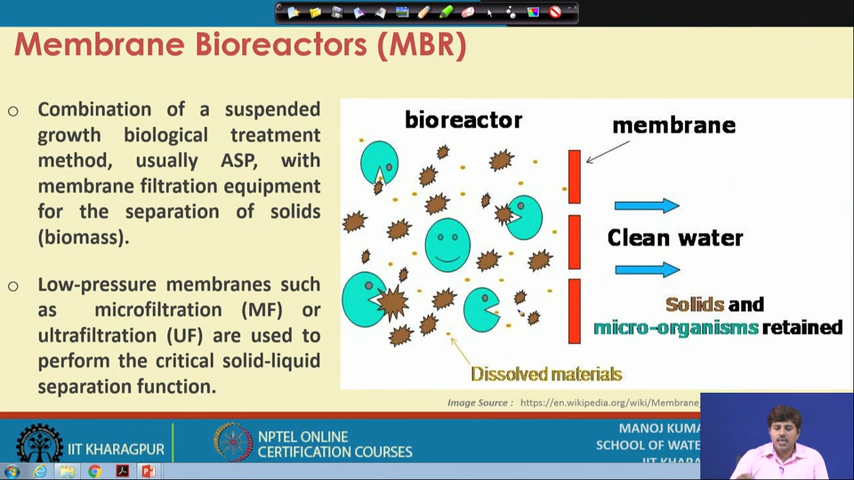 Membrane Bioreactors (MBR)
o Combination of a suspended
growth biological treatment
method, usually ASP, with
membrane filtration equipment
for the separation of solids
(biomass).
o Low-pressure membranes such
as microfiltration (MF) or
ultrafiltration (UF) are used to
perform the critical solid-liquid
separation function.
bioreactor
membrane
Clean water
Solids and
micro-organisms retained
Dissolved materials
Image Source : https://en.wikipedia.org/wiki/Membrane_
IIT KHARAGPUR
NPTEL ONLINE
CERTIFICATION COURSES
MANOJ KUMA
SCHOOL OF WATE
IIT KHARA